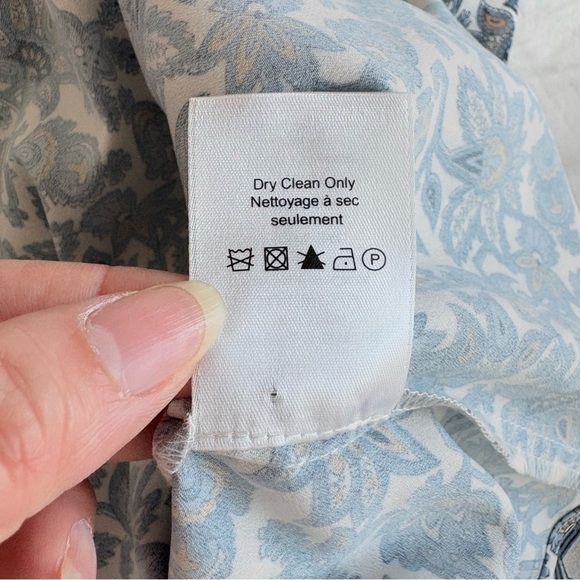 Dry Clean Only
Nettoyage à sec
seulement
P